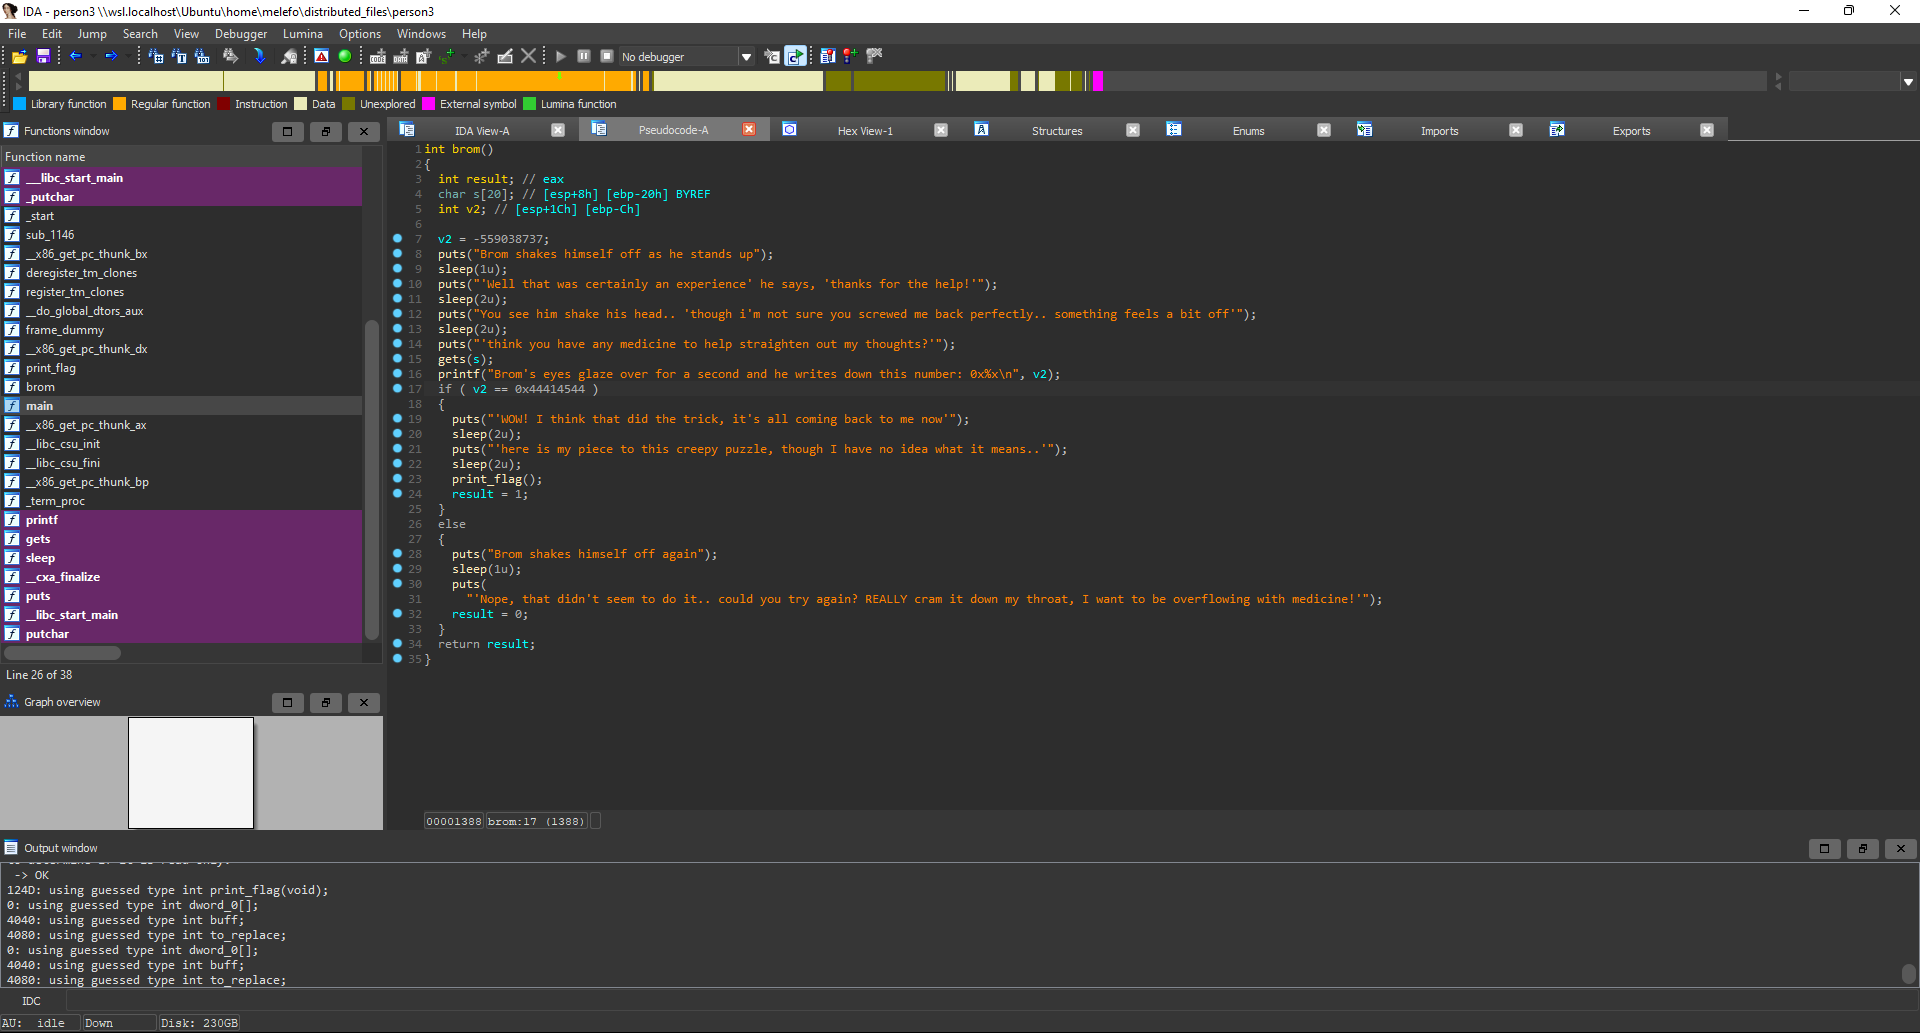 IDA - person3 \\wsl.localhost\Ubuntu\home\melefo\distributed_files\person3
File Edit Jump Search View Debugger Lumina Options Windows Help
No debugger
Library function Regular function Instruction Data Unexplored External symbol Lumina function
Functions window
Function name
__libc_start_main
_putchar
_start
sub_1146
__x86_get_pc_thunk_bx
deregister_tm_clones
register_tm_clones
__do_global_dtors_aux
frame_dummy
__x86_get_pc_thunk_dx
print_flag
brom
main
__x86_get_pc_thunk_ax
__libc_csu_init
__libc_csu_fini
__x86_get_pc_thunk_bp
_term_proc
printf
gets
sleep
__cxa_finalize
puts
__libc_start_main
putchar
Line 26 of 38
Graph overview
IDA View-A Pseudocode-A Hex View-1 Structures Enums Imports Exports
1 int brom()
2 {
3 int result; // eax
4 char s[20]; // [esp+8h] [ebp-20h] BYREF
5 int v2; // [esp+1Ch] [ebp-Ch]
6
7 v2 = -559038737;
8 puts("Brom shakes himself off as he stands up");
9 sleep(1u);
10 puts("'Well that was certainly an experience' he says, 'thanks for the help!'");
11 sleep(2u);
12 puts("You see him shake his head.. 'though i'm not sure you screwed me back perfectly.. something feels a bit off'");
13 sleep(2u);
14 puts("'think you have any medicine to help straighten out my thoughts?'");
15 gets(s);
16 printf("Brom's eyes glaze over for a second and he writes down this number: 0x%x\n", v2);
17 if ( v2 == 0x44414544 )
18 {
19 puts("'WOW! I think that did the trick, it's all coming back to me now'");
20 sleep(2u);
21 puts("'here is my piece to this creepy puzzle, though I have no idea what it means..'");
22 sleep(2u);
23 print_flag();
24 result = 1;
25 }
26 else
27 {
28 puts("Brom shakes himself off again");
29 sleep(1u);
30 puts(
31 "'Nope, that didn't seem to do it.. could you try again? REALLY cram it down my throat, I want to be overflowing with medicine!'");
32 result = 0;
33 }
34 return result;
35 }
00001388 brom:17 (1388)
Output window
-> OK
124D: using guessed type int print_flag(void);
0: using guessed type int dword_0[];
4040: using guessed type int buff;
4080: using guessed type int to_replace;
0: using guessed type int dword_0[];
4040: using guessed type int buff;
4080: using guessed type int to_replace;
IDC
AU: idle Down Disk: 230GB